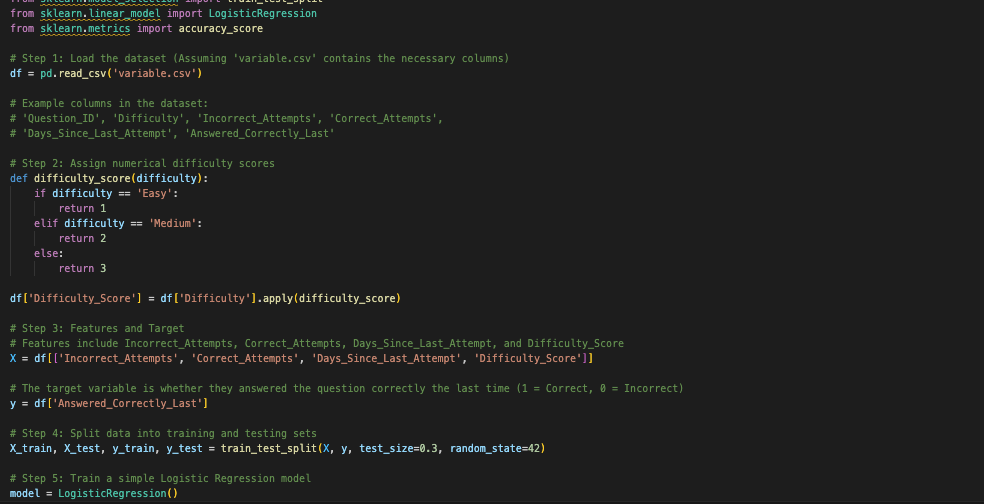 from sklearn.model_selection import train_test_split
from sklearn.linear_model import LogisticRegression
from sklearn.metrics import accuracy_score
# Step 1: Load the dataset (Assuming 'variable.csv' contains the necessary columns)
df = pd.read_csv('variable.csv')
# Example columns in the dataset:
# 'Question_ID', 'Difficulty', 'Incorrect_Attempts', 'Correct_Attempts',
# 'Days_Since_Last_Attempt', 'Answered_Correctly_Last'
# Step 2: Assign numerical difficulty scores
def difficulty_score(difficulty):
    if difficulty == 'Easy':
        return 1
    elif difficulty == 'Medium':
        return 2
    else:
        return 3
df['Difficulty_Score'] = df['Difficulty'].apply(difficulty_score)
# Step 3: Features and Target
# Features include Incorrect_Attempts, Correct_Attempts, Days_Since_Last_Attempt, and Difficulty_Score
X = df[['Incorrect_Attempts', 'Correct_Attempts', 'Days_Since_Last_Attempt', 'Difficulty_Score']]
# The target variable is whether they answered the question correctly the last time (1 = Correct, 0 = Incorrect)
y = df['Answered_Correctly_Last']
# Step 4: Split data into training and testing sets
X_train, X_test, y_train, y_test = train_test_split(X, y, test_size=0.3, random_state=42)
# Step 5: Train a simple Logistic Regression model
model = LogisticRegression()